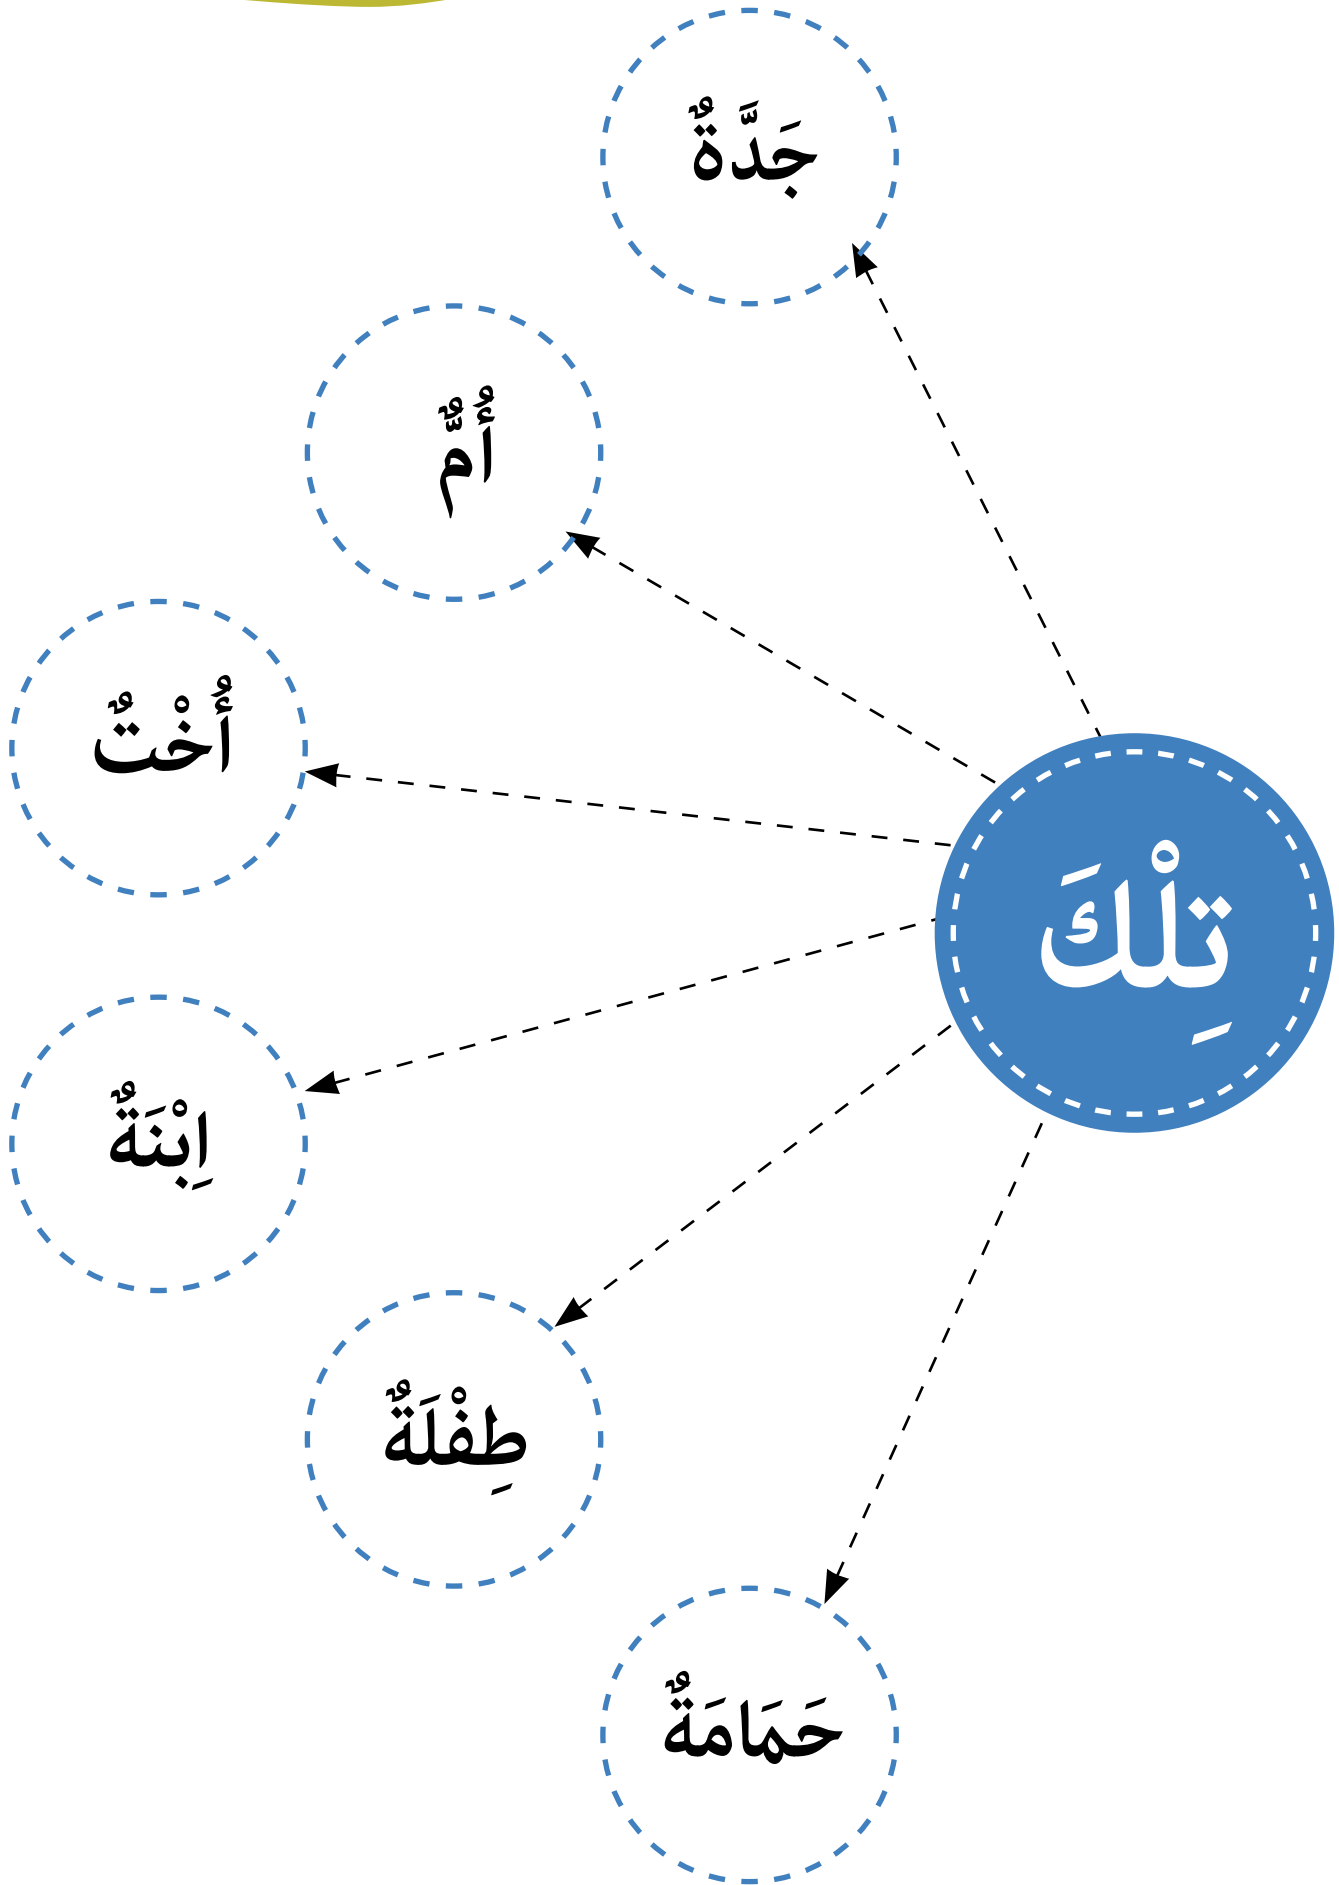 جَدَّةٌ
أُمٌّ
أُخْتٌ
تِلْكَ
اِبْنَةٌ
طِفْلَةٌ
حَمَامَةٌ